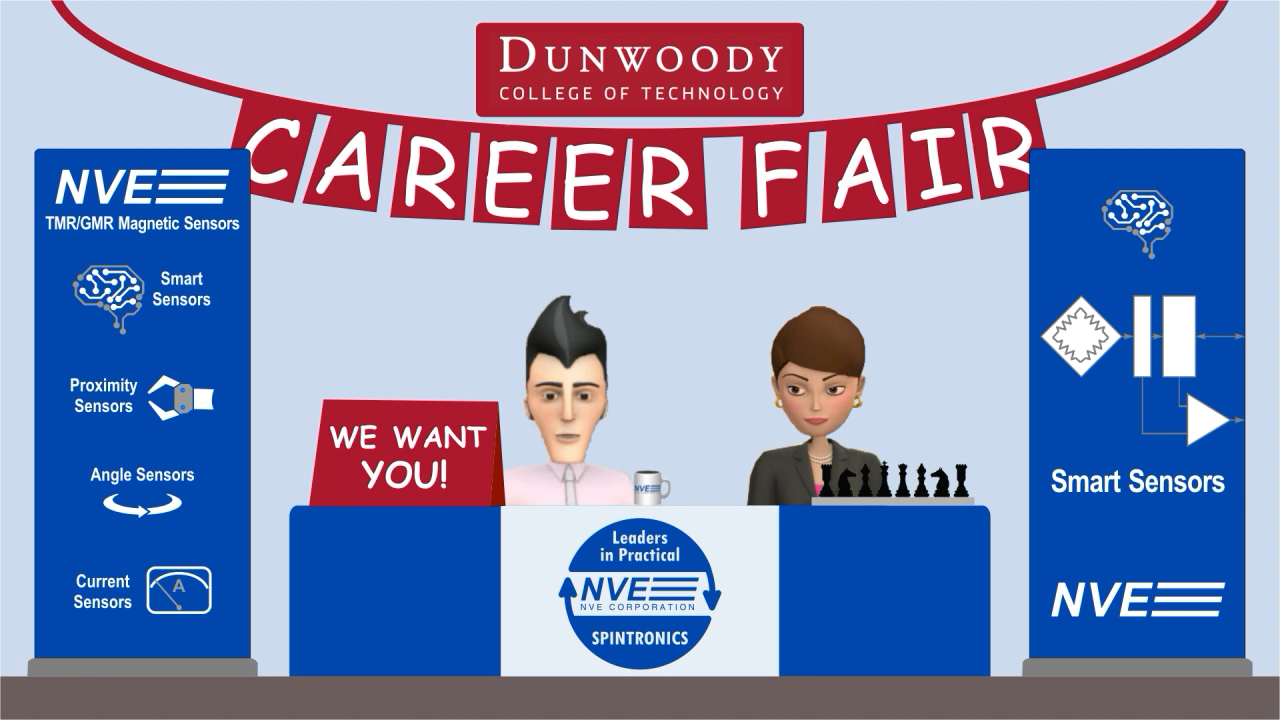 DUNWOODY
COLLEGE OF TECHNOLOGY
CAREER FAIR
NVE
TMR/GMR Magnetic Sensors
Smart
Sensors
Proximity
Sensors
Angle Sensors
Current
Sensors
A
WE WANT
YOU!
NVE
Leaders
in Practical
NVE
NVE CORPORATION
SPINTRONICS
Smart Sensors
NVE